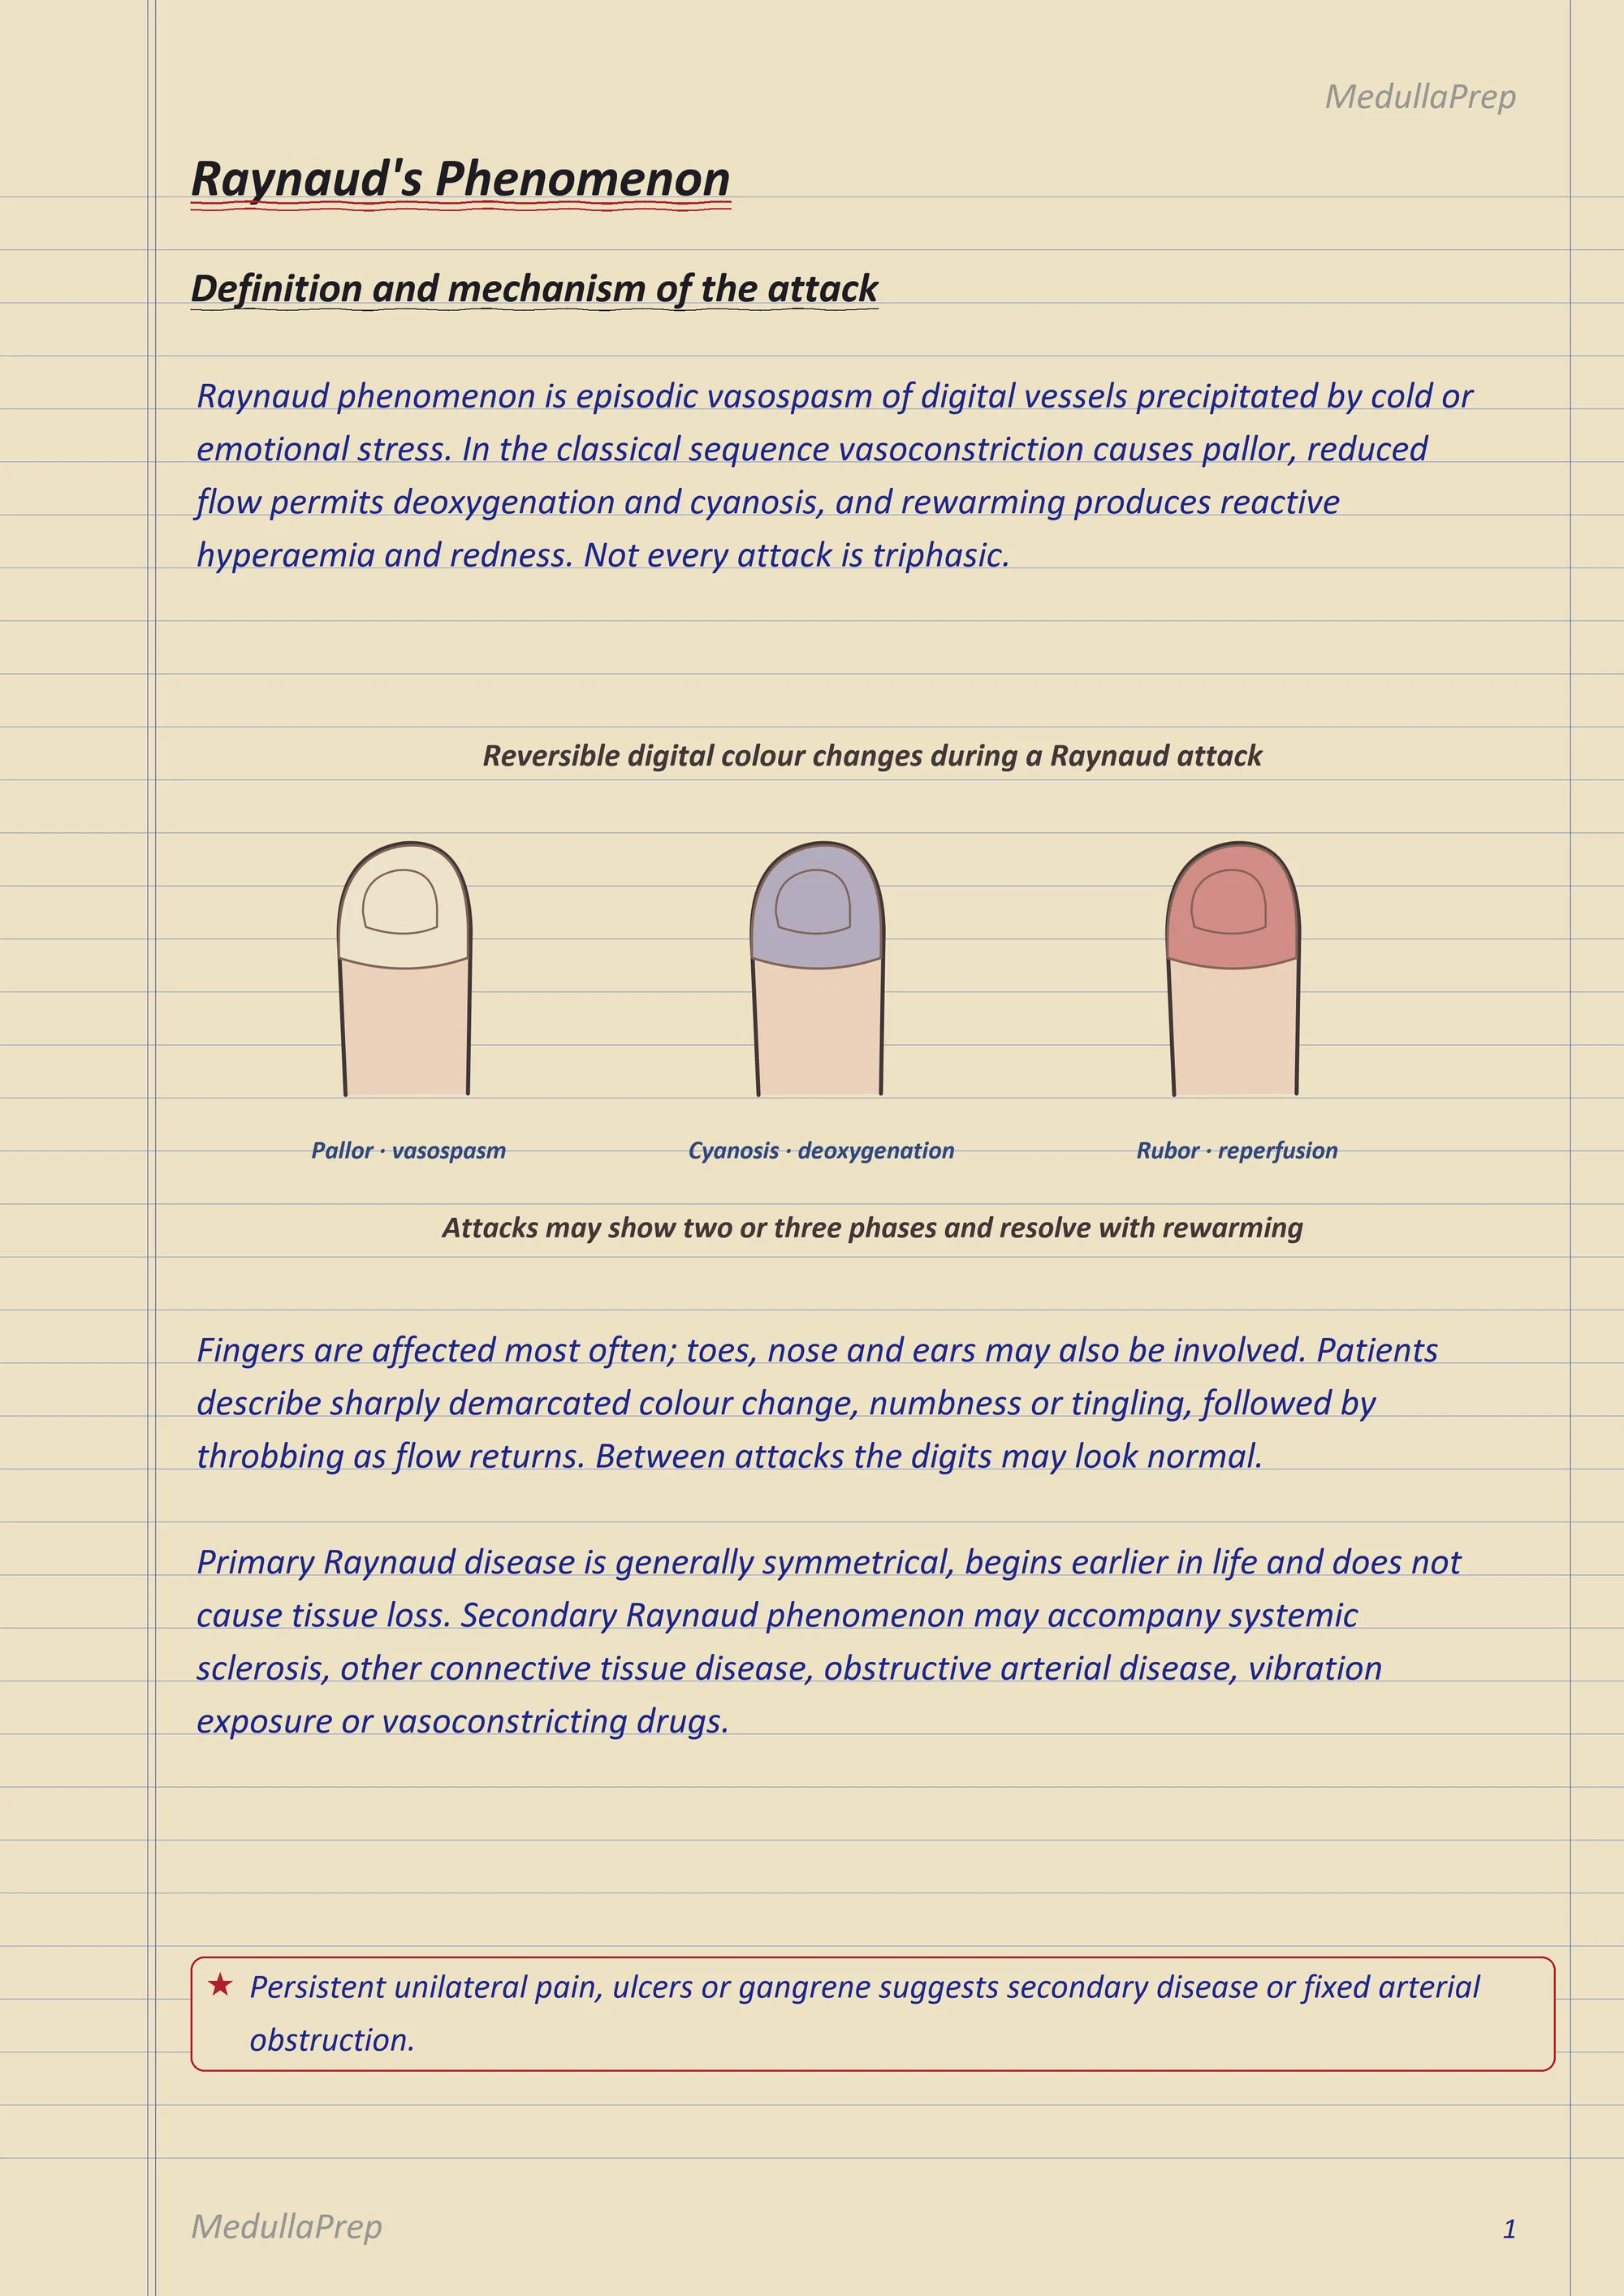 MedullaPrep
Raynaud's Phenomenon
Definition and mechanism of the attack
Raynaud phenomenon is episodic vasospasm of digital vessels precipitated by cold or
emotional stress. In the classical sequence vasoconstriction causes pallor, reduced
flow permits deoxygenation and cyanosis, and rewarming produces reactive
hyperaemia and redness. Not every attack is triphasic.
Reversible digital colour changes during a Raynaud attack
Pallor · vasospasm
Cyanosis · deoxygenation
Rubor · reperfusion
Attacks may show two or three phases and resolve with rewarming
Fingers are affected most often; toes, nose and ears may also be involved. Patients
describe sharply demarcated colour change, numbness or tingling, followed by
throbbing as flow returns. Between attacks the digits may look normal.
Primary Raynaud disease is generally symmetrical, begins earlier in life and does not
cause tissue loss. Secondary Raynaud phenomenon may accompany systemic
sclerosis, other connective tissue disease, obstructive arterial disease, vibration
exposure or vasoconstricting drugs.
★ Persistent unilateral pain, ulcers or gangrene suggests secondary disease or fixed arterial
obstruction.
MedullaPrep
1